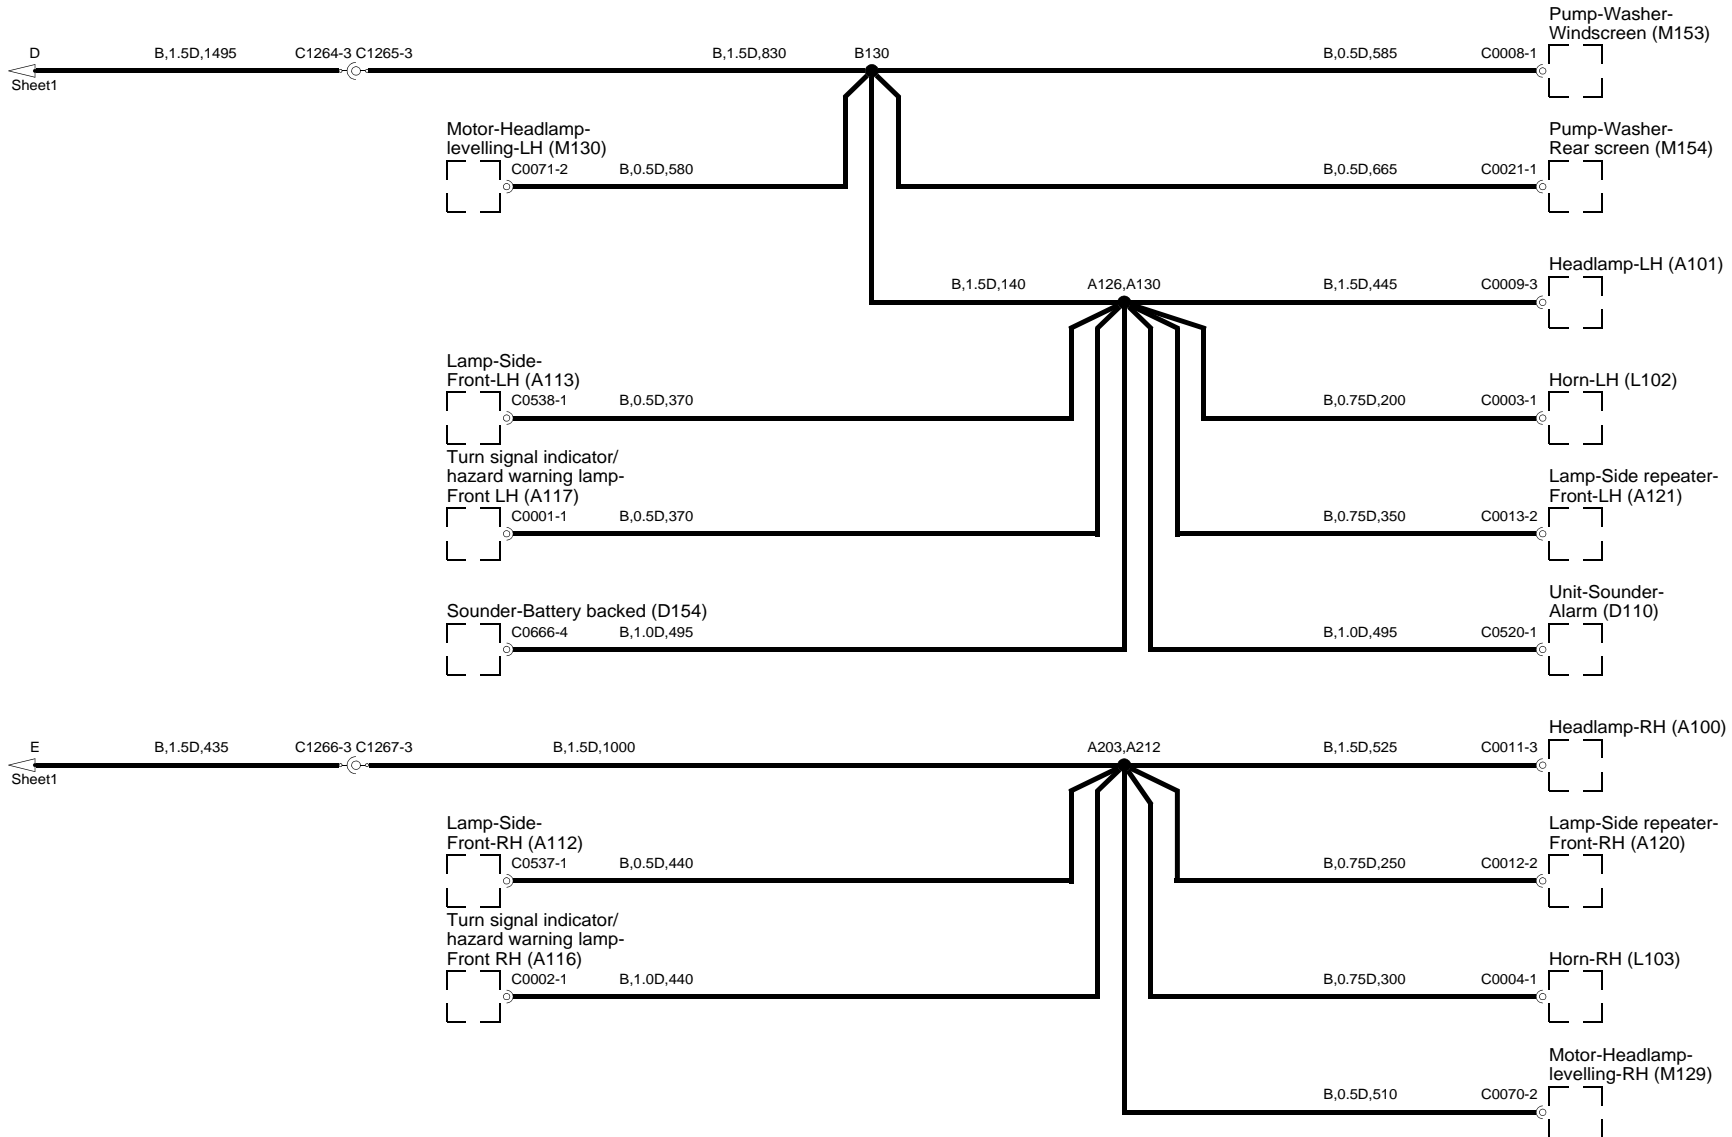 Pump-Washer-
Windscreen (M153)
D
B,1.5D,1495
C1264-3 C1265-3
B,1.5D,830
B130
B,0.5D,585
C0008-1
Sheet1
Motor-Headlamp-
levelling-LH (M130)
C0071-2
B,0.5D,580
Pump-Washer-
Rear screen (M154)
B,0.5D,665
C0021-1
Headlamp-LH (A101)
B,1.5D,140
A126,A130
B,1.5D,445
C0009-3
Lamp-Side-
Front-LH (A113)
C0538-1
B,0.5D,370
Horn-LH (L102)
B,0.75D,200
C0003-1
Turn signal indicator/
hazard warning lamp-
Front LH (A117)
C0001-1
B,0.5D,370
Lamp-Side repeater-
Front-LH (A121)
B,0.75D,350
C0013-2
Sounder-Battery backed (D154)
C0666-4
B,1.0D,495
Unit-Sounder-
Alarm (D110)
B,1.0D,495
C0520-1
Headlamp-RH (A100)
E
B,1.5D,435
C1266-3 C1267-3
B,1.5D,1000
A203,A212
B,1.5D,525
C0011-3
Sheet1
Lamp-Side-
Front-RH (A112)
C0537-1
B,0.5D,440
Lamp-Side repeater-
Front-RH (A120)
B,0.75D,250
C0012-2
Turn signal indicator/
hazard warning lamp-
Front RH (A116)
C0002-1
B,1.0D,440
Horn-RH (L103)
B,0.75D,300
C0004-1
Motor-Headlamp-
levelling-RH (M129)
B,0.5D,510
C0070-2